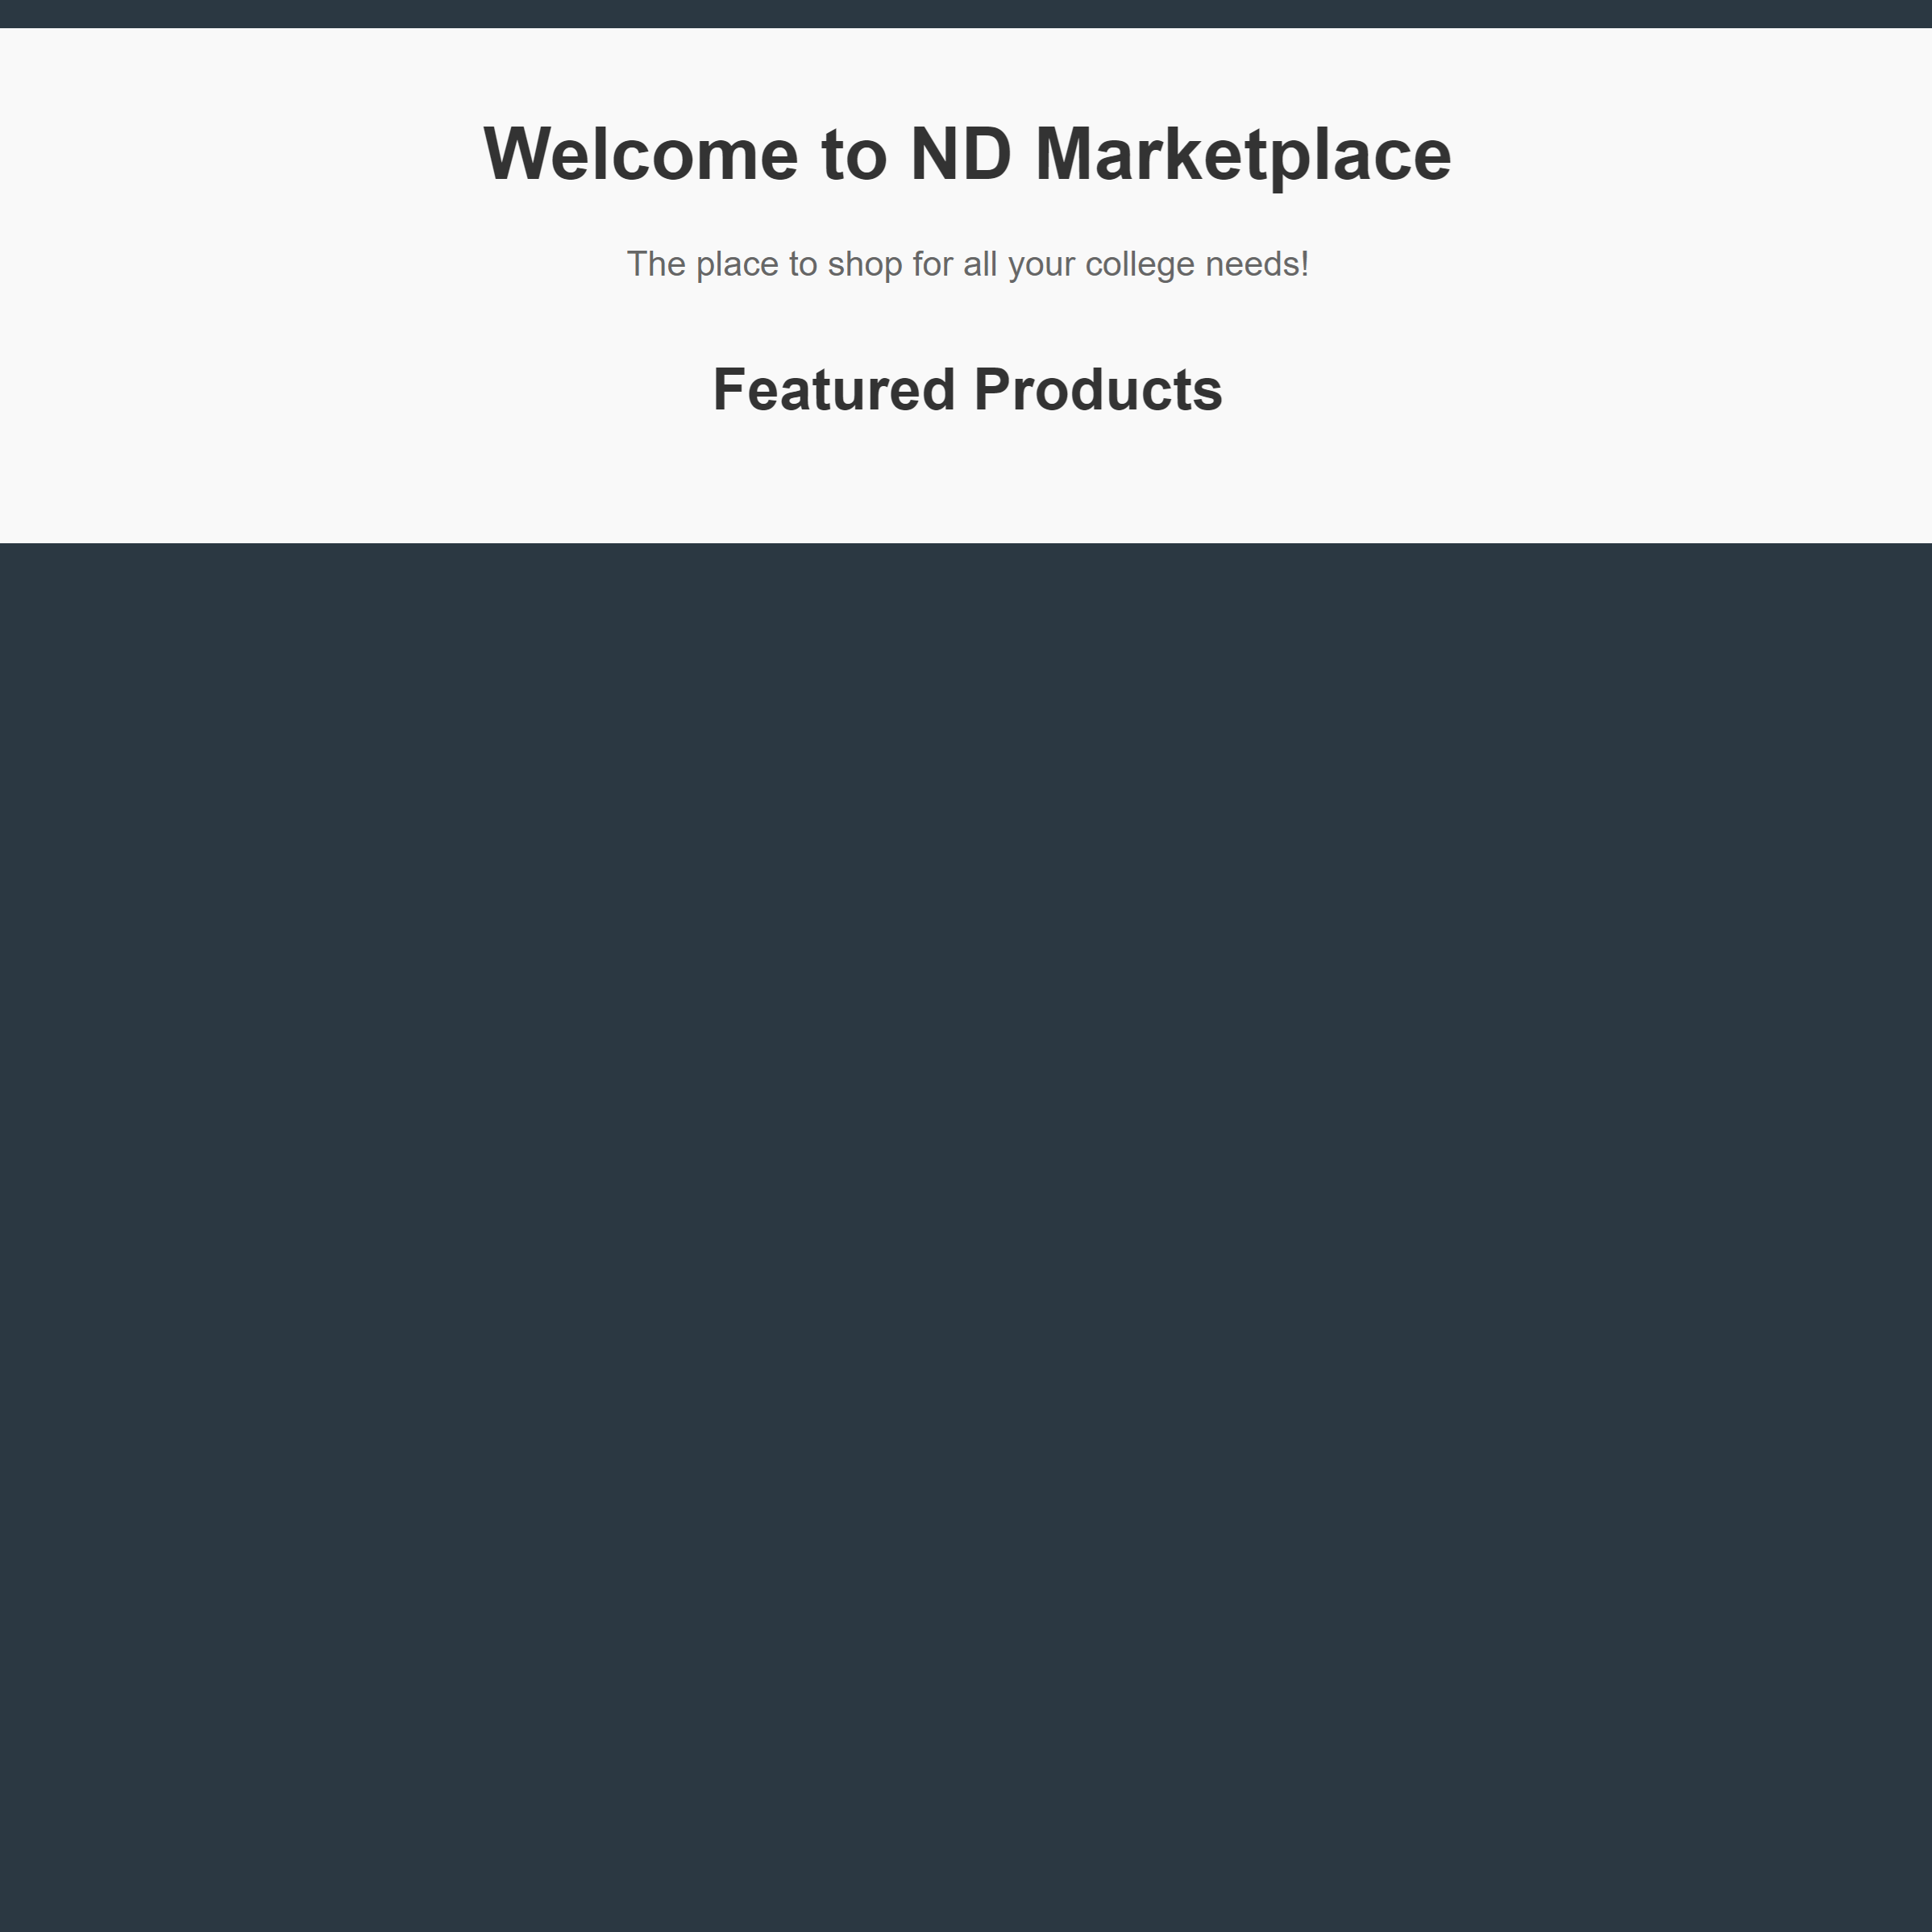 Welcome to ND Marketplace
The place to shop for all your college needs!
Featured Products